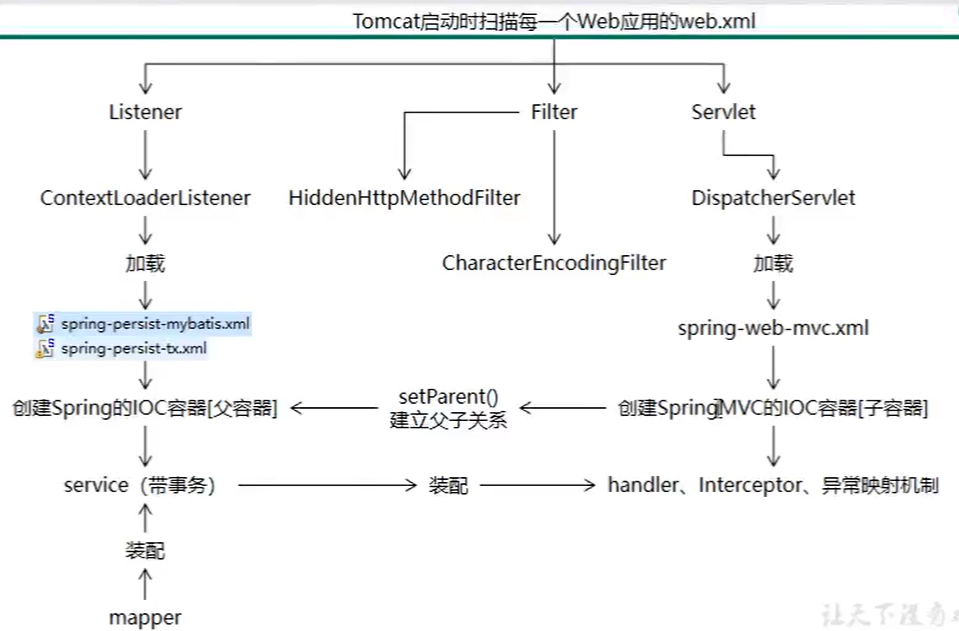 Tomcat启动时扫描每一个Web应用的web.xml
Listener
Filter
Servlet
ContextLoaderListener
HiddenHttpMethodFilter
DispatcherServlet
加载
CharacterEncodingFilter
加载
spring-persist-mybatis.xml
spring-web-mvc.xml
spring-persist-tx.xml
创建Spring的IOC容器[父容器]
setParent()
建立父子关系
创建SpringMVC的IOC容器[子容器]
service（带事务）
装配
handler、Interceptor、异常映射机制
装配
mapper
让天下没有